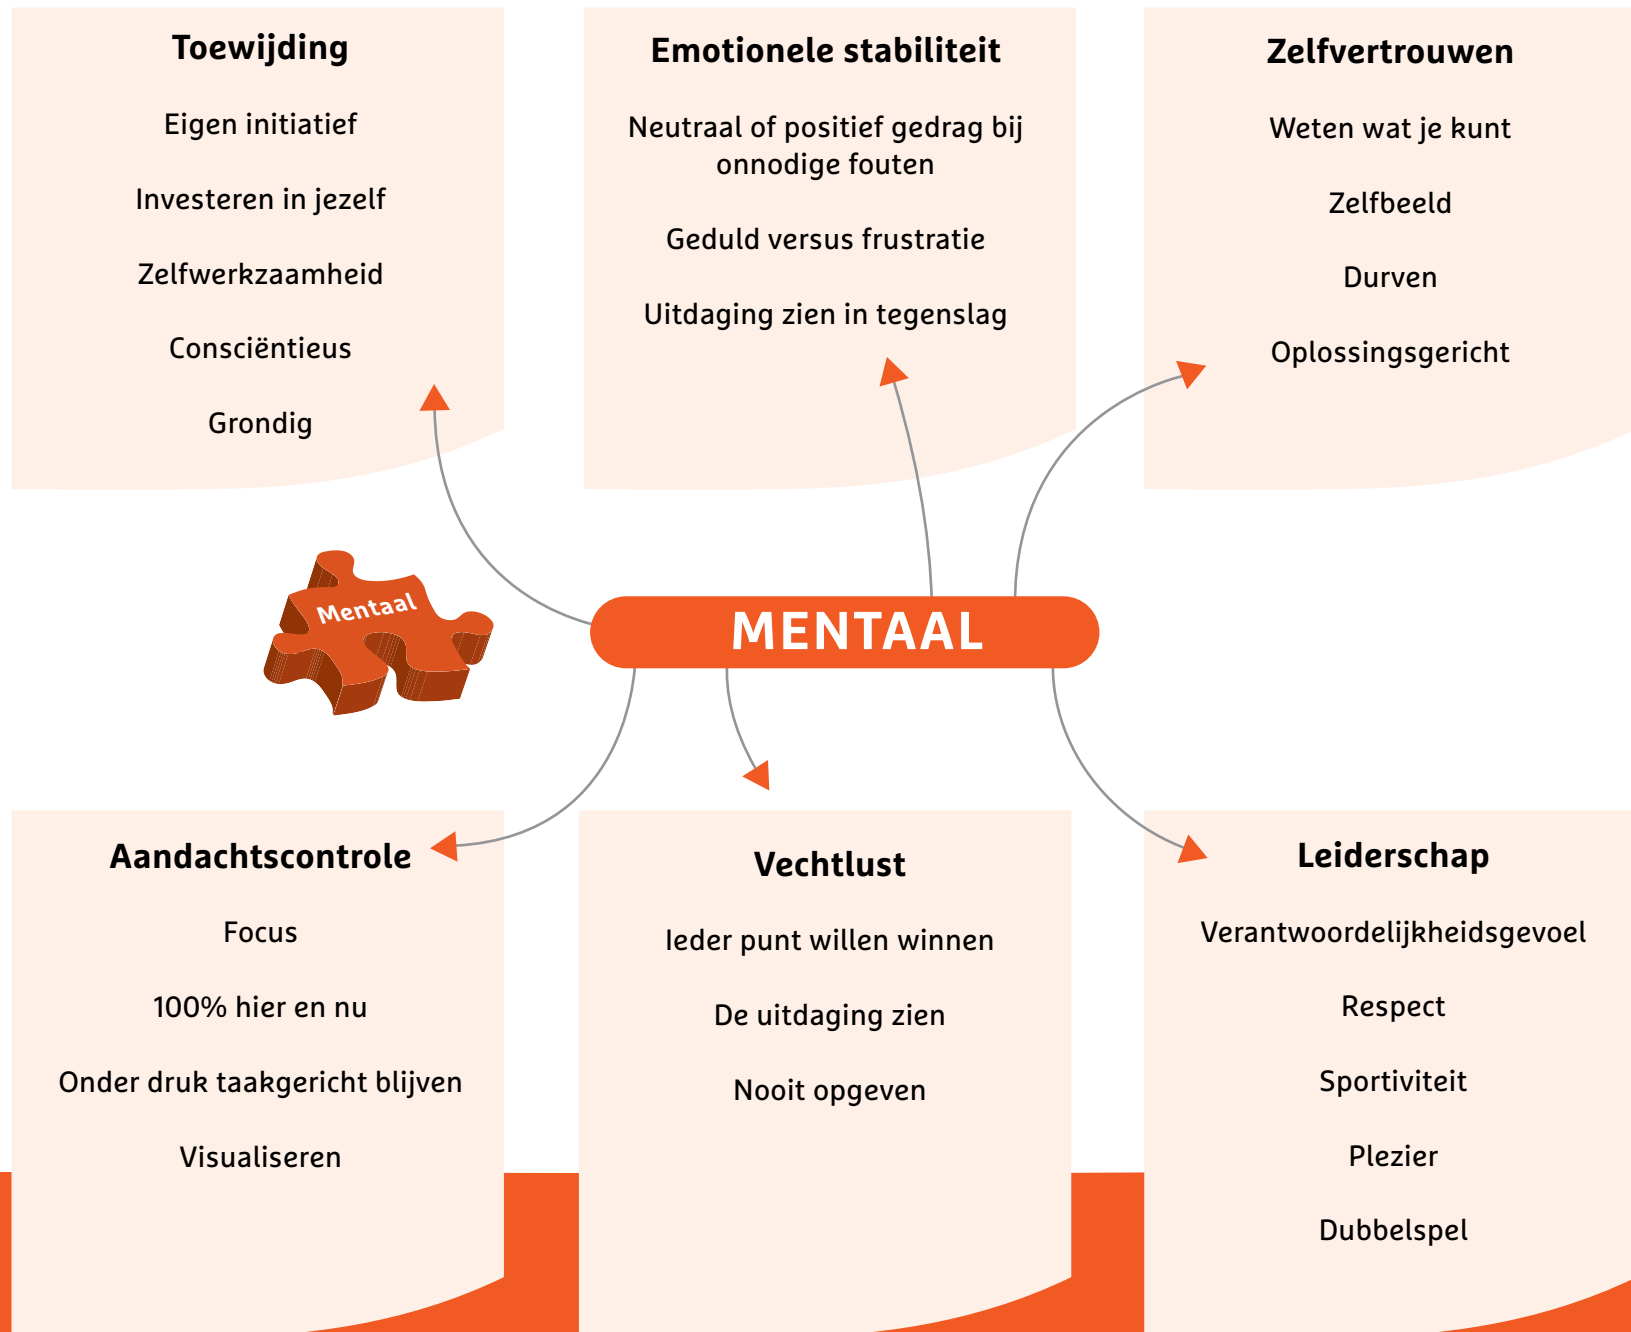 Toewijding
Eigen initiatief
Investeren in jezelf
Zelfwerkzaamheid
Consciëntieus
Grondig
Emotionele stabiliteit
Neutraal of positief gedrag bij
onnodige fouten
Geduld versus frustratie
Uitdaging zien in tegenslag
Zelfvertrouwen
Weten wat je kunt
Zelfbeeld
Durven
Oplossingsgericht
Mentaal
MENTAAL
Aandachtscontrole
Focus
100% hier en nu
Onder druk taakgericht blijven
Visualiseren
Vechtlust
Ieder punt willen winnen
De uitdaging zien
Nooit opgeven
Leiderschap
Verantwoordelijkheidsgevoel
Respect
Sportiviteit
Plezier
Dubbelspel